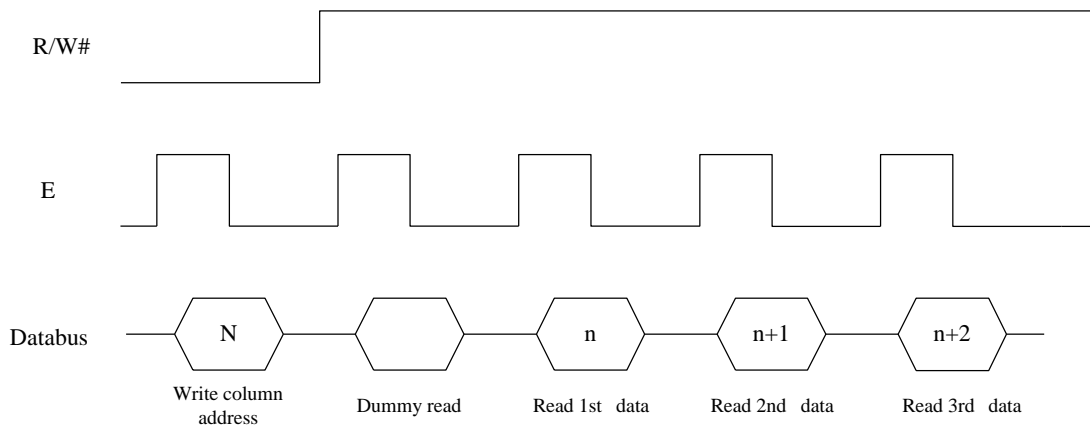 R/W#
E
Databus
N
n
n+1
n+2
Write column
address
Dummy read
Read 1st data
Read 2nd data
Read 3rd data